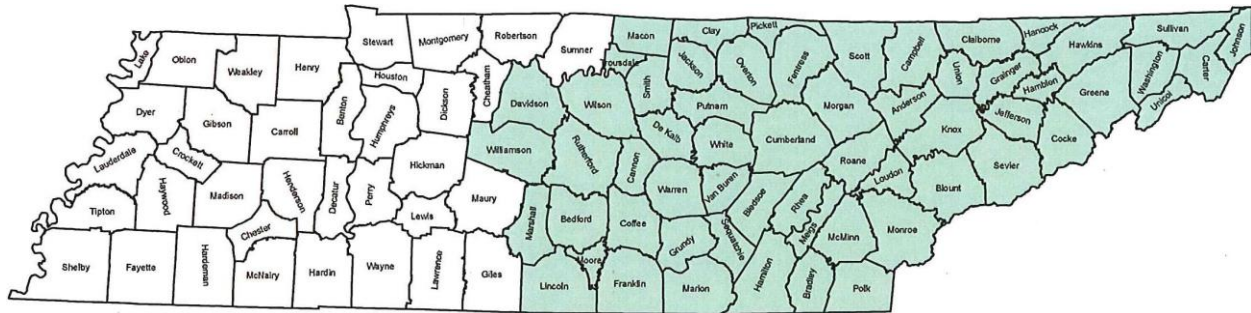 Lake
Obion
Weakley
Henry
Stewart
Montgomery
Robertson
Sumner
Macon
Clay
Pickett
Trousdale
Jackson
Overton
Fentress
Scott
Campbell
Claiborne
Hancock
Hawkins
Sullivan
Johnson
Carter
Washington
Unicoi
Greene
Hamblen
Grainger
Union
Anderson
Morgan
Putnam
Smith
Wilson
Davidson
Cheatham
Dickson
Houston
Humphreys
Benton
Carroll
Gibson
Dyer
Lauderdale
Crockett
Haywood
Madison
Henderson
Decatur
Perry
Hickman
Williamson
Rutherford
Cannon
De Kalb
White
Cumberland
Roane
Loudon
Knox
Jefferson
Cocke
Sevier
Blount
Monroe
McMinn
Meigs
Rhea
Bledsoe
Van Buren
Warren
Coffee
Bedford
Marshall
Maury
Lewis
Tipton
Chester
Shelby
Fayette
Hardeman
McNairy
Hardin
Wayne
Lawrence
Giles
Lincoln
Moore
Franklin
Grundy
Marion
Sequatchie
Hamilton
Bradley
Polk